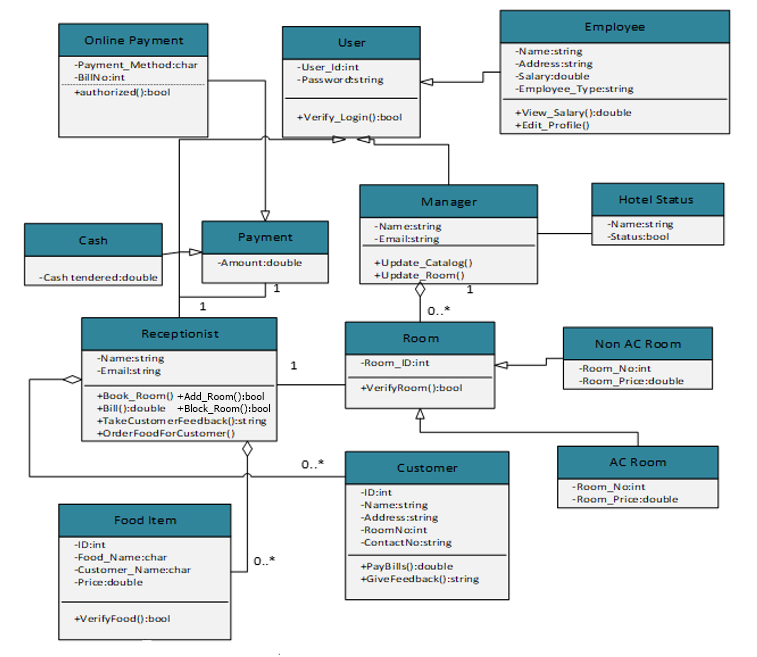 Online Payment
-Payment_Method:char
-BillNo:int
+authorized():bool
User
-User_Id:int
-Password:string
+Verify_Login():bool
Employee
-Name:string
-Address:string
-Salary:double
-Employee_Type:string
+View_Salary():double
+Edit_Profile()
Manager
-Name:string
-Email:string
+Update_Catalog()
+Update_Room()
Hotel Status
-Name:string
-Status:bool
Cash
-Cash tendered:double
Payment
-Amount:double
1
1
1
0..*
Receptionist
-Name:string
-Email:string
+Book_Room() +Add_Room():bool
+Bill():double +Block_Room():bool
+TakeCustomerFeedback():string
+OrderFoodForCustomer()
1
Room
-Room_ID:int
+VerifyRoom():bool
Non AC Room
-Room_No:int
-Room_Price:double
AC Room
-Room_No:int
-Room_Price:double
0..*
Customer
-ID:int
-Name:string
-Address:string
-RoomNo:int
-ContactNo:string
+PayBills():double
+GiveFeedback():string
Food Item
-ID:int
-Food_Name:char
-Customer_Name:char
-Price:double
+VerifyFood():bool
0..*